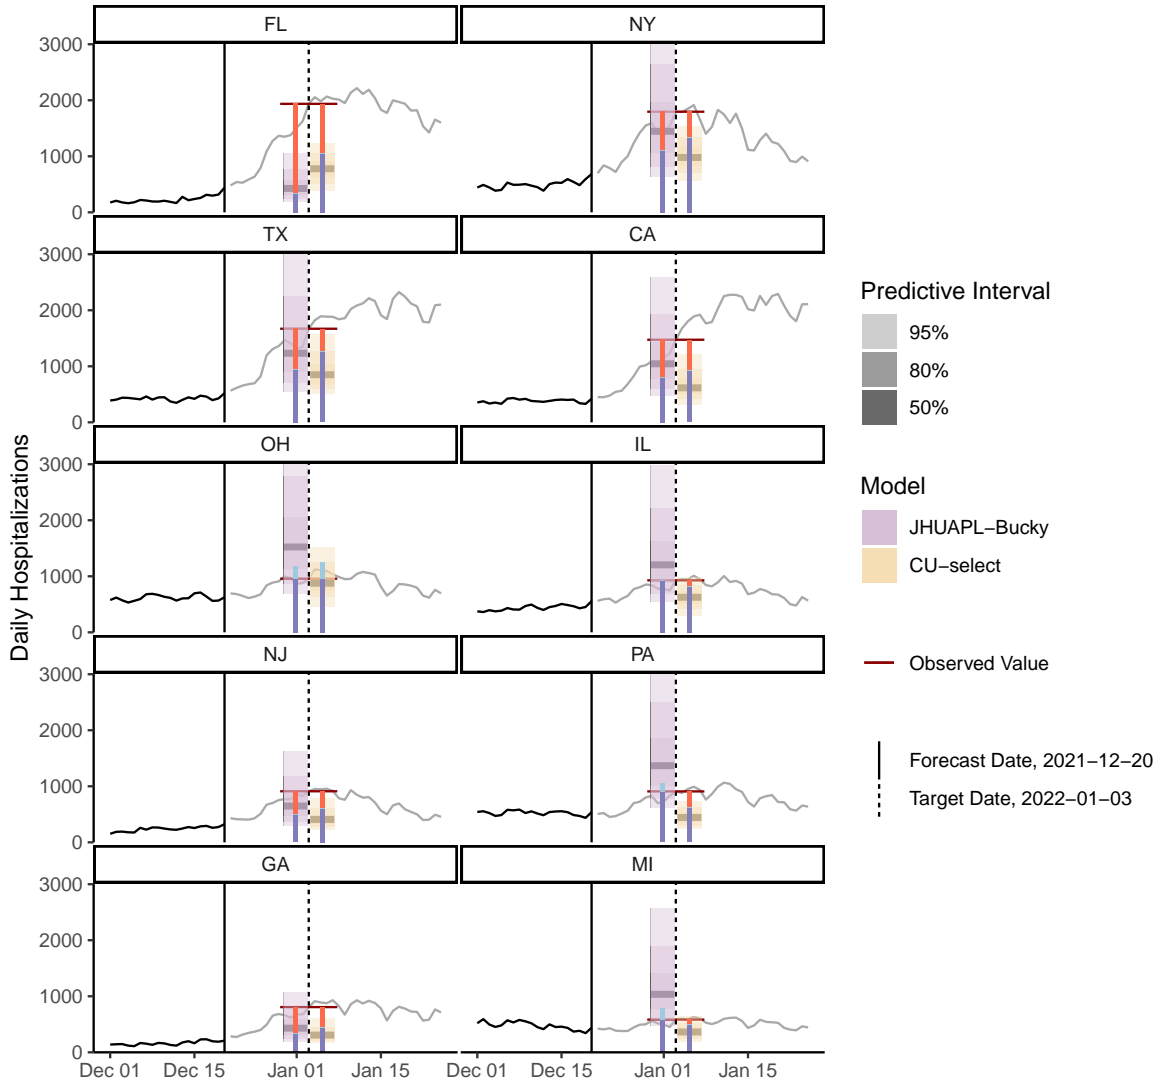 FL
NY
3000
2000
1000
0
TX
CA
3000
2000
1000
0
OH
IL
3000
2000
1000
0
NJ
PA
3000
2000
1000
0
GA
MI
3000
2000
1000
0
Dec 01
Dec 15
Jan 01
Jan 15
Dec 01
Dec 15
Jan 01
Jan 15
Daily Hospitalizations
Predictive Interval
95%
80%
50%
Model
JHUAPL−Bucky
CU−select
Observed Value
Forecast Date, 2021−12−20
Target Date, 2022−01−03